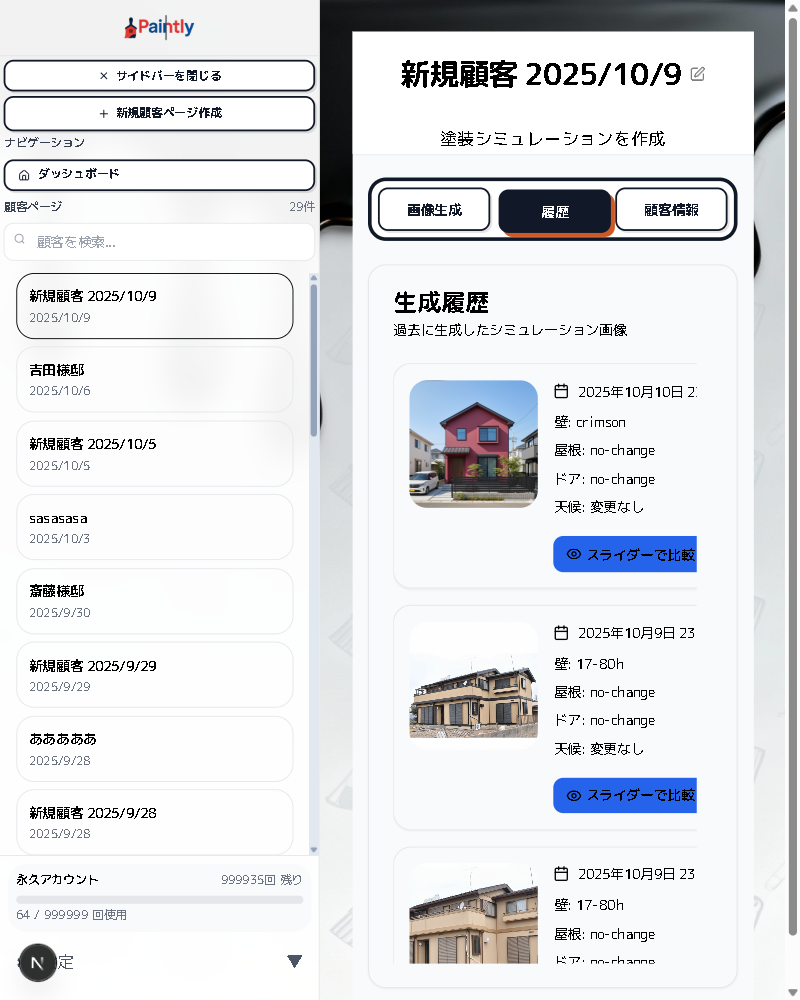 Paintly
× サイドバーを閉じる
+ 新規顧客ページ作成
ナビゲーション
ダッシュボード
顧客ページ 29件
顧客を検索...
新規顧客 2025/10/9
2025/10/9
吉田様邸
2025/10/6
新規顧客 2025/10/5
2025/10/5
sasasasa
2025/10/3
斎藤様邸
2025/9/30
新規顧客 2025/9/29
2025/9/29
あああああ
2025/9/28
新規顧客 2025/9/28
2025/9/28
永久アカウント 999935回 残り
64 / 999999 回使用
N
定
新規顧客 2025/10/9
塗装シミュレーションを作成
画像生成 履歴 顧客情報
生成履歴
過去に生成したシミュレーション画像
2025年10月10日
壁: crimson
屋根: no-change
ドア: no-change
天候: 変更なし
スライダーで比較
2025年10月9日 23
壁: 17-80h
屋根: no-change
ドア: no-change
天候: 変更なし
スライダーで比較
2025年10月9日 23
壁: 17-80h
屋根: no-change
ドア: no-change